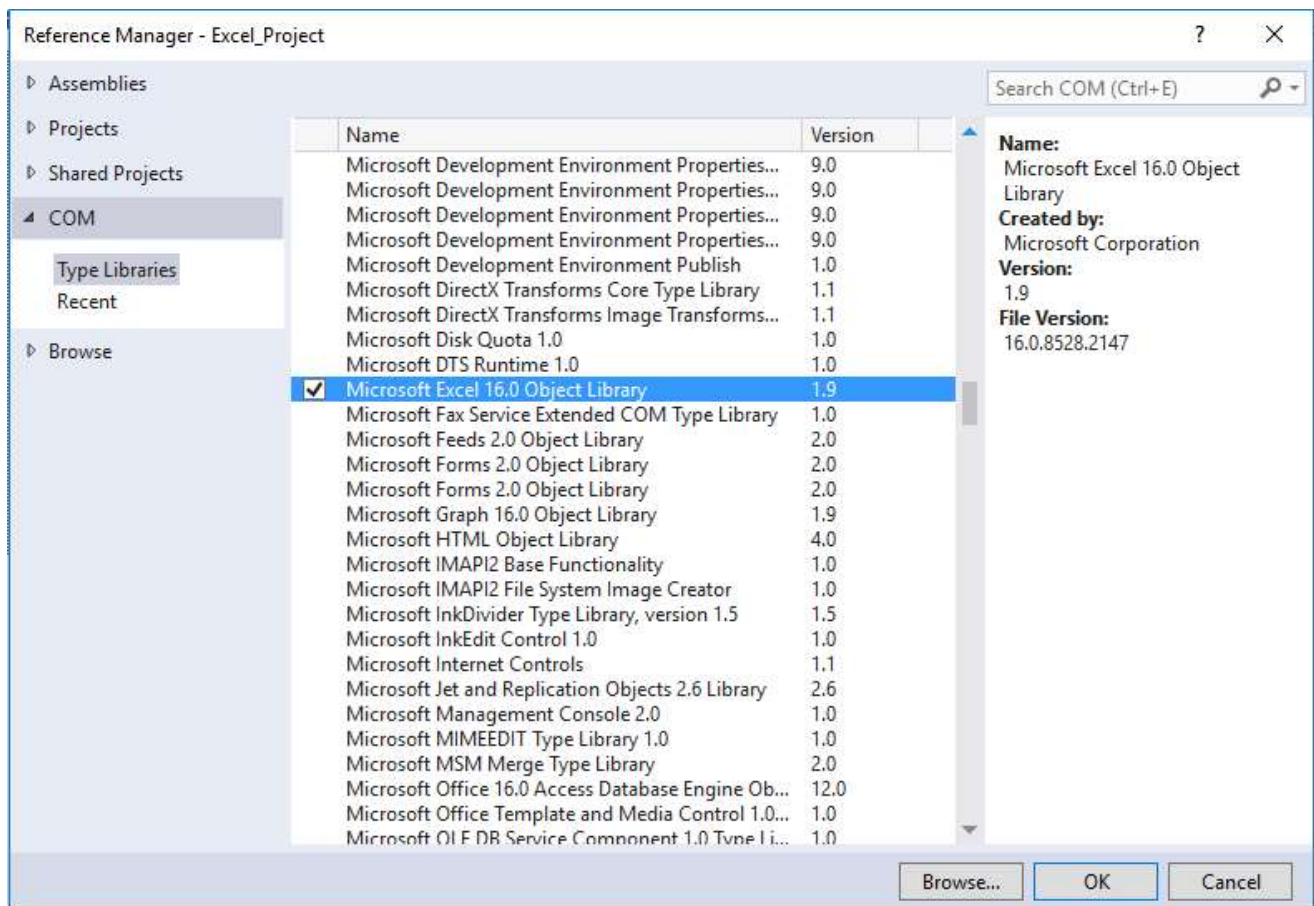 Reference Manager - Excel_Project
?
Assemblies
Projects
Shared Projects
COM
Type Libraries
Recent
Browse
Name Version
Microsoft Development Environment Properties... 9.0
Microsoft Development Environment Properties... 9.0
Microsoft Development Environment Properties... 9.0
Microsoft Development Environment Properties... 9.0
Microsoft Development Environment Publish 1.0
Microsoft DirectX Transforms Core Type Library 1.1
Microsoft DirectX Transforms Image Transforms... 1.1
Microsoft Disk Quota 1.0 1.0
Microsoft DTS Runtime 1.0 1.0
Microsoft Excel 16.0 Object Library 1.9
Microsoft Fax Service Extended COM Type Library 1.0
Microsoft Feeds 2.0 Object Library 2.0
Microsoft Forms 2.0 Object Library 2.0
Microsoft Forms 2.0 Object Library 2.0
Microsoft Graph 16.0 Object Library 1.9
Microsoft HTML Object Library 4.0
Microsoft IMAPI2 Base Functionality 1.0
Microsoft IMAPI2 File System Image Creator 1.0
Microsoft InkDivider Type Library, version 1.5 1.5
Microsoft InkEdit Control 1.0 1.0
Microsoft Internet Controls 1.1
Microsoft Jet and Replication Objects 2.6 Library 2.6
Microsoft Management Console 2.0 1.0
Microsoft MIMEEDIT Type Library 1.0 1.0
Microsoft MSM Merge Type Library 2.0
Microsoft Office 16.0 Access Database Engine Ob... 12.0
Microsoft Office Template and Media Control 1.0... 1.0
Microsoft OLE DB Service Component 1.0 Type Li... 1.0
Search COM (Ctrl+E)
Name:
Microsoft Excel 16.0 Object
Library
Created by:
Microsoft Corporation
Version:
1.9
File Version:
16.0.8528.2147
Browse... OK Cancel